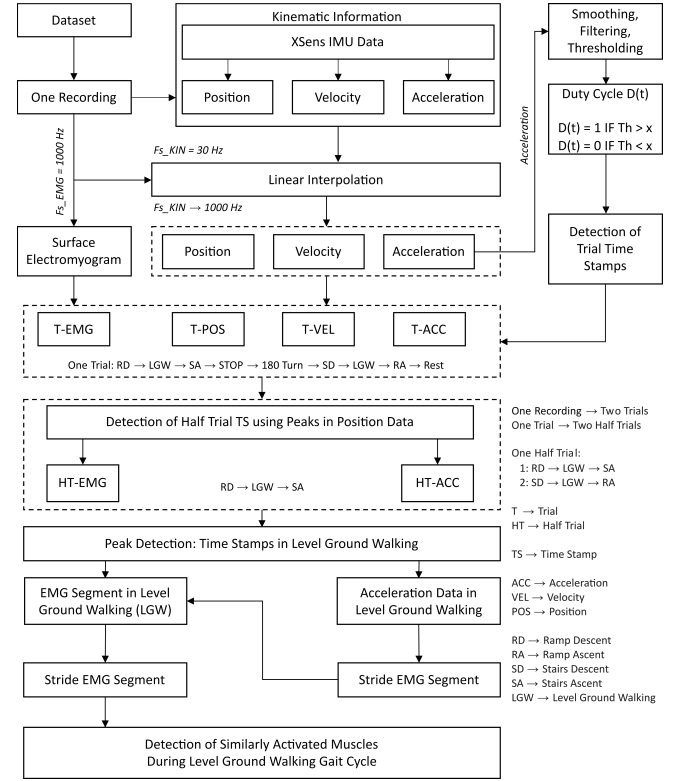 Dataset
Kinematic Information
XSens IMU Data
Position
Velocity
Acceleration
One Recording
Smoothing,
Filtering,
Thresholding
Duty Cycle D(t)
D(t) = 1 IF Th > x
D(t) = 0 IF Th < x
Acceleration
Fs_EMG = 1000 Hz
Fs_KIN = 30 Hz
Linear Interpolation
Fs_KIN → 1000 Hz
Surface
Electromyogram
Position
Velocity
Acceleration
Detection of
Trial Time
Stamps
T-EMG
T-POS
T-VEL
T-ACC
One Trial: RD → LGW → SA → STOP → 180 Turn → SD → LGW → RA → Rest
Detection of Half Trial TS using Peaks in Position Data
HT-EMG
RD → LGW → SA
HT-ACC
Peak Detection: Time Stamps in Level Ground Walking
EMG Segment in Level
Ground Walking (LGW)
Acceleration Data in
Level Ground Walking
Stride EMG Segment
Stride EMG Segment
Detection of Similarly Activated Muscles
During Level Ground Walking Gait Cycle
One Recording → Two Trials
One Trial → Two Half Trials
One Half Trial:
1: RD → LGW → SA
2: SD → LGW → RA
T → Trial
HT → Half Trial
TS → Time Stamp
ACC → Acceleration
VEL → Velocity
POS → Position
RD → Ramp Descent
RA → Ramp Ascent
SD → Stairs Descent
SA → Stairs Ascent
LGW → Level Ground Walking